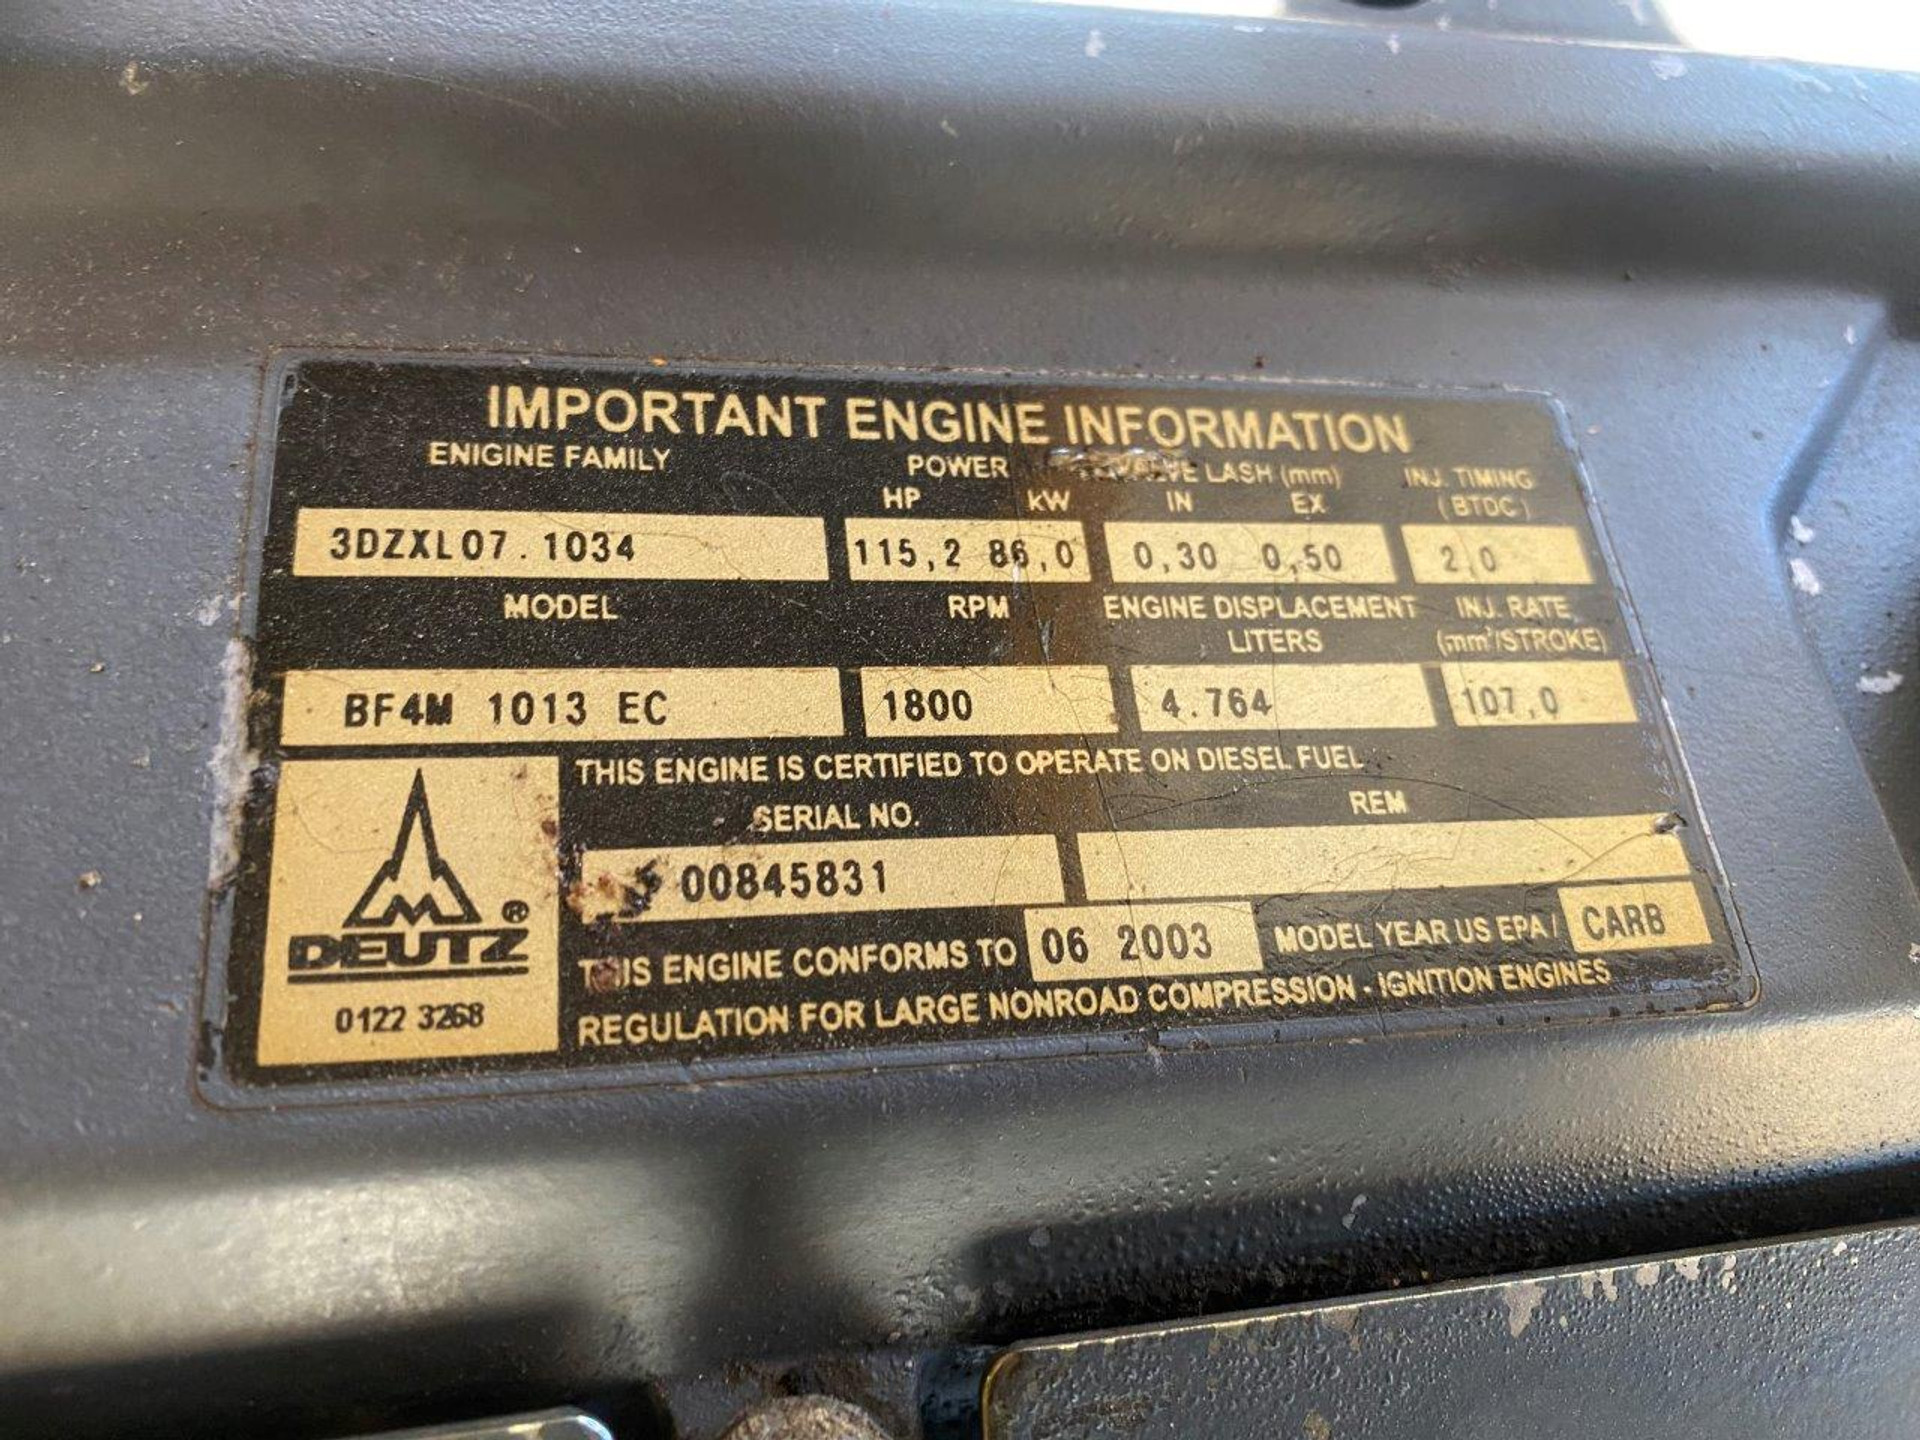 IMPORTANT ENGINE INFORMATION
ENIGINE FAMILY POWER VALVE LASH (mm) INJ. TIMING
HP kW IN EX (BTDC)
3DZXL07.1034 115,2 86,0 0,30 0,50 2,0
MODEL RPM ENGINE DISPLACEMENT INJ. RATE
LITERS (mm³/STROKE)
BF4M 1013 EC 1800 4.764 107,0
THIS ENGINE IS CERTIFIED TO OPERATE ON DIESEL FUEL
SERIAL NO. REM
00845831
THIS ENGINE CONFORMS TO 06 2003 MODEL YEAR US EPA / CARB
REGULATION FOR LARGE NONROAD COMPRESSION - IGNITION ENGINES
DEUTZ ®
0122 3268